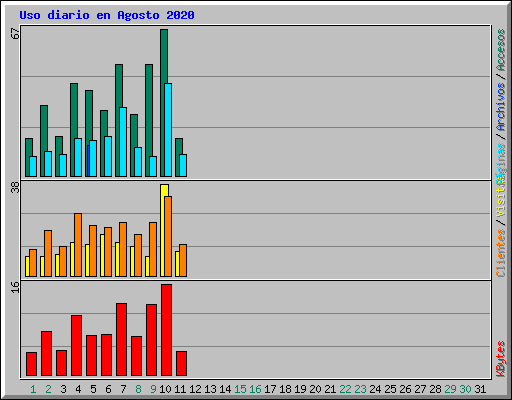 Uso diario en Agosto 2020
67
38
16
Clientes / Visitas
Páginas / Archivos / Accesos
KBytes
1 2 3 4 5 6 7 8 9 10 11 12 13 14 15 16 17 18 19 20 21 22 23 24 25 26 27 28 29 30 31